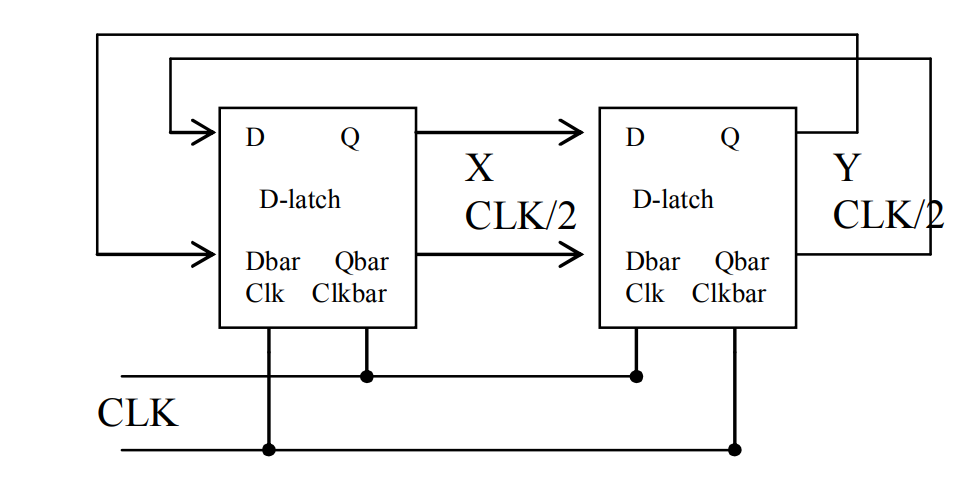 D Q
D-latch
Dbar Qbar
Clk Clkbar
X
CLK/2
D Q
D-latch
Dbar Qbar
Clk Clkbar
Y
CLK/2
CLK